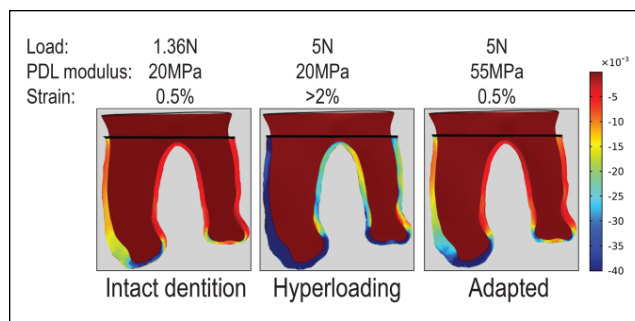 Load: 1.36N 5N 5N
PDL modulus: 20MPa 20MPa 55MPa
Strain: 0.5% >2% 0.5%
×10⁻³
-5
-10
-15
-20
-25
-30
-35
-40
Intact dentition Hyperloading Adapted